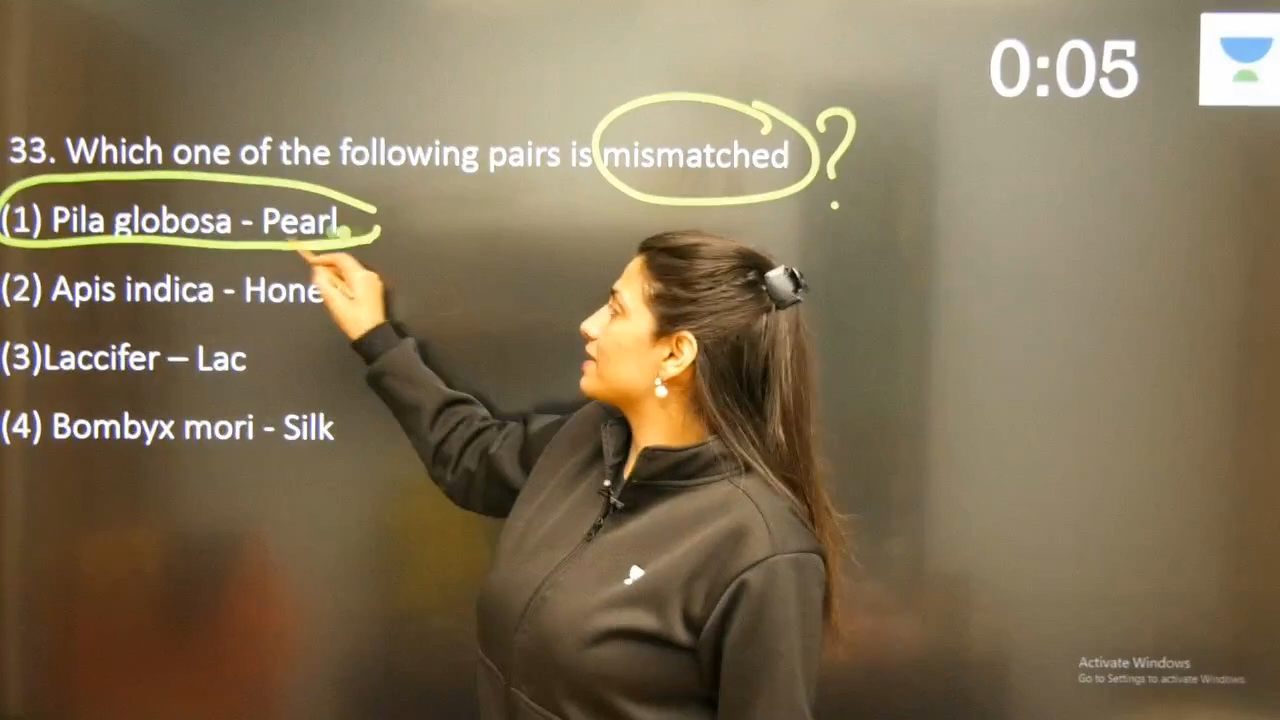 0:05
33. Which one of the following pairs is mismatched ?
(1) Pila globosa - Pearl
(2) Apis indica - Hone
(3)Laccifer – Lac
(4) Bombyx mori - Silk
Activate Windows
Go to Settings to activate Windows.